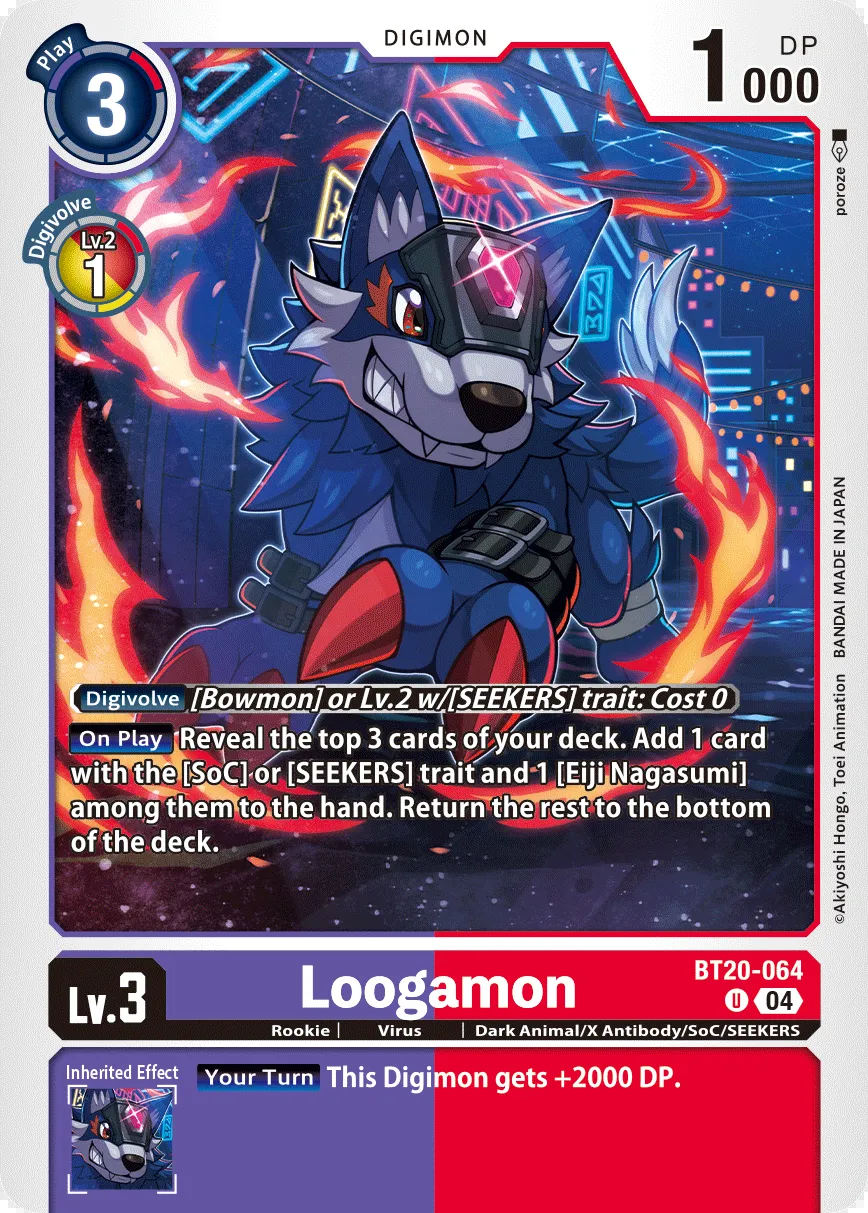 DIGIMON
Play
3
DP
1000
Digivolve
Lv.2
1
poroze
Digivolve [Bowmon] or Lv.2 w/[SEEKERS] trait: Cost 0
On Play Reveal the top 3 cards of your deck. Add 1 card
with the [SoC] or [SEEKERS] trait and 1 [Eiji Nagasumi]
among them to the hand. Return the rest to the bottom
of the deck.
©Akiyoshi Hongo, Toei Animation BANDAI MADE IN JAPAN
Lv.3
Loogamon
BT20-064
U 04
Rookie | Virus | Dark Animal/X Antibody/SoC/SEEKERS
Inherited Effect
Your Turn This Digimon gets +2000 DP.